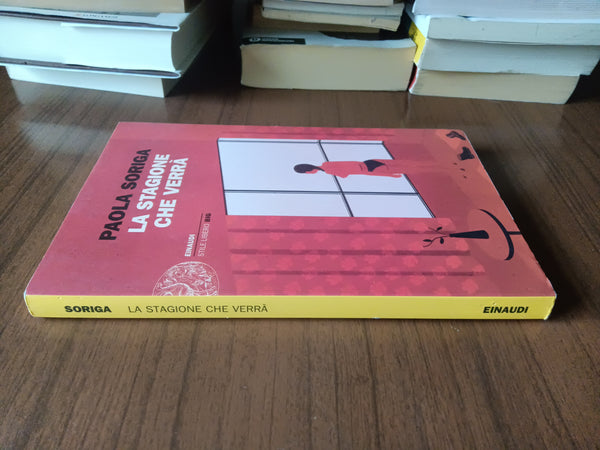 PAOLA SORIGA
LA STAGIONE
CHE VERRÀ
EINAUDI
STILE LIBERO BIG
SORIGA LA STAGIONE CHE VERRÀ EINAUDI